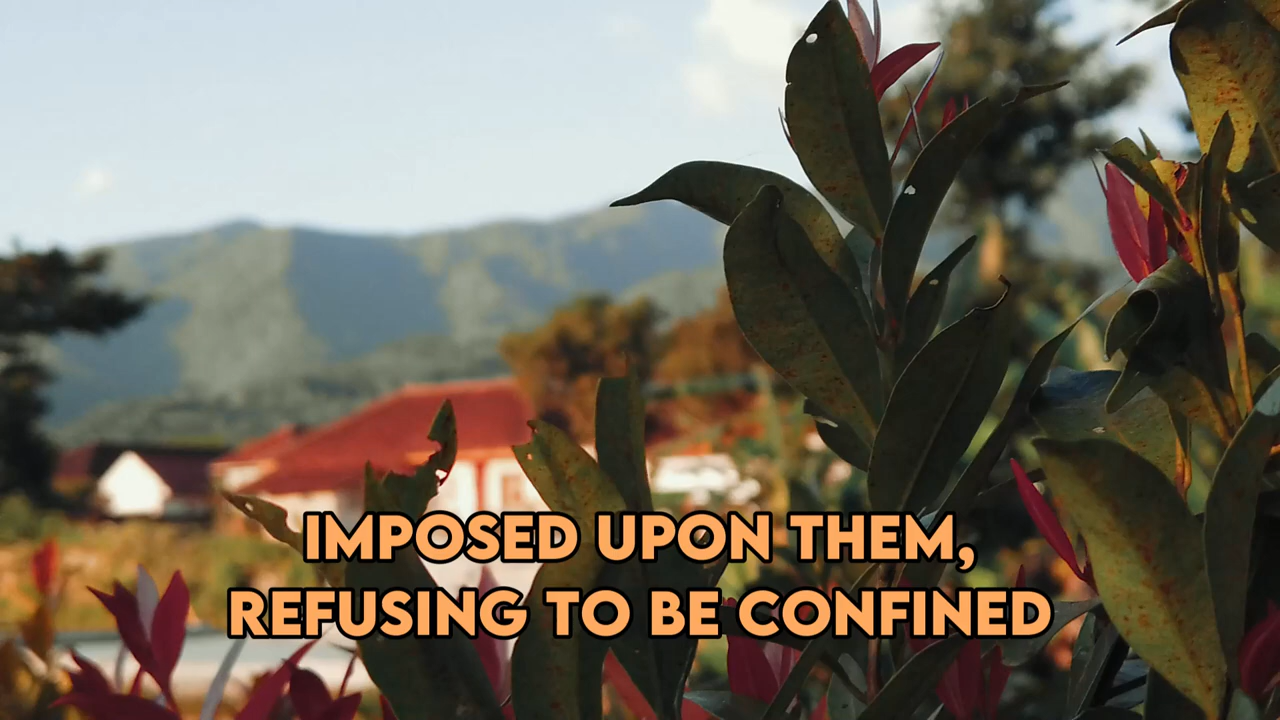 IMPOSED UPON THEM,
REFUSING TO BE CONFINED